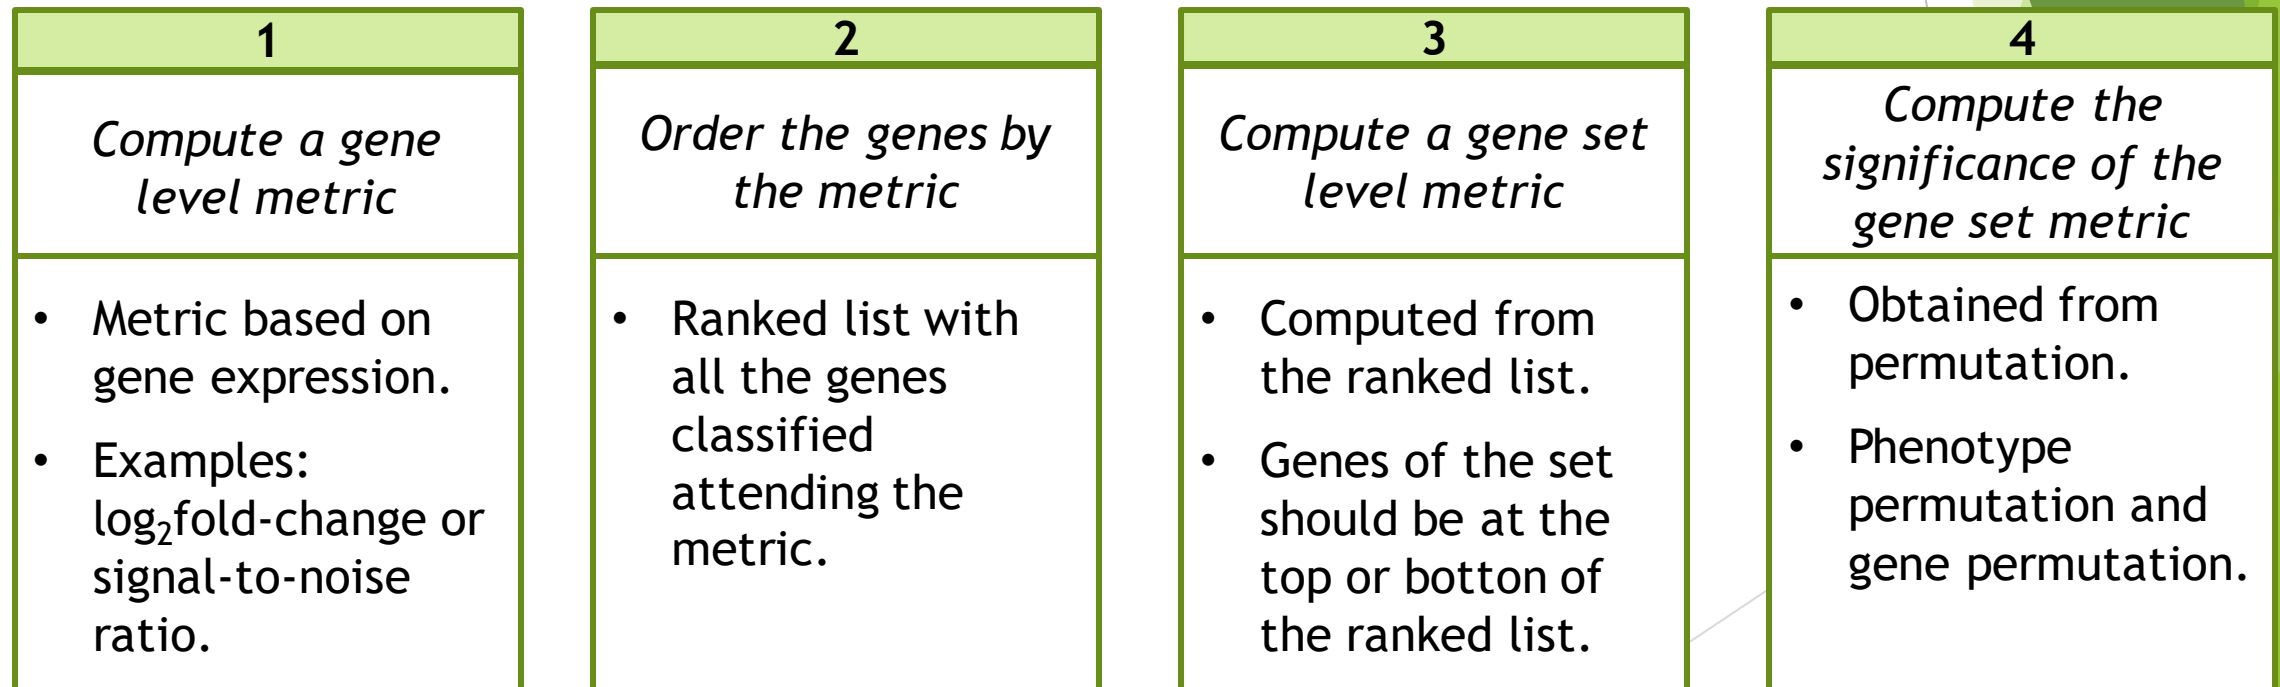 1
Compute a gene
level metric
• Metric based on
gene expression.
• Examples:
log₂fold-change or
signal-to-noise
ratio.
2
Order the genes by
the metric
• Ranked list with
all the genes
classified
attending the
metric.
3
Compute a gene set
level metric
• Computed from
the ranked list.
• Genes of the set
should be at the
top or botton of
the ranked list.
4
Compute the
significance of the
gene set metric
• Obtained from
permutation.
• Phenotype
permutation and
gene permutation.